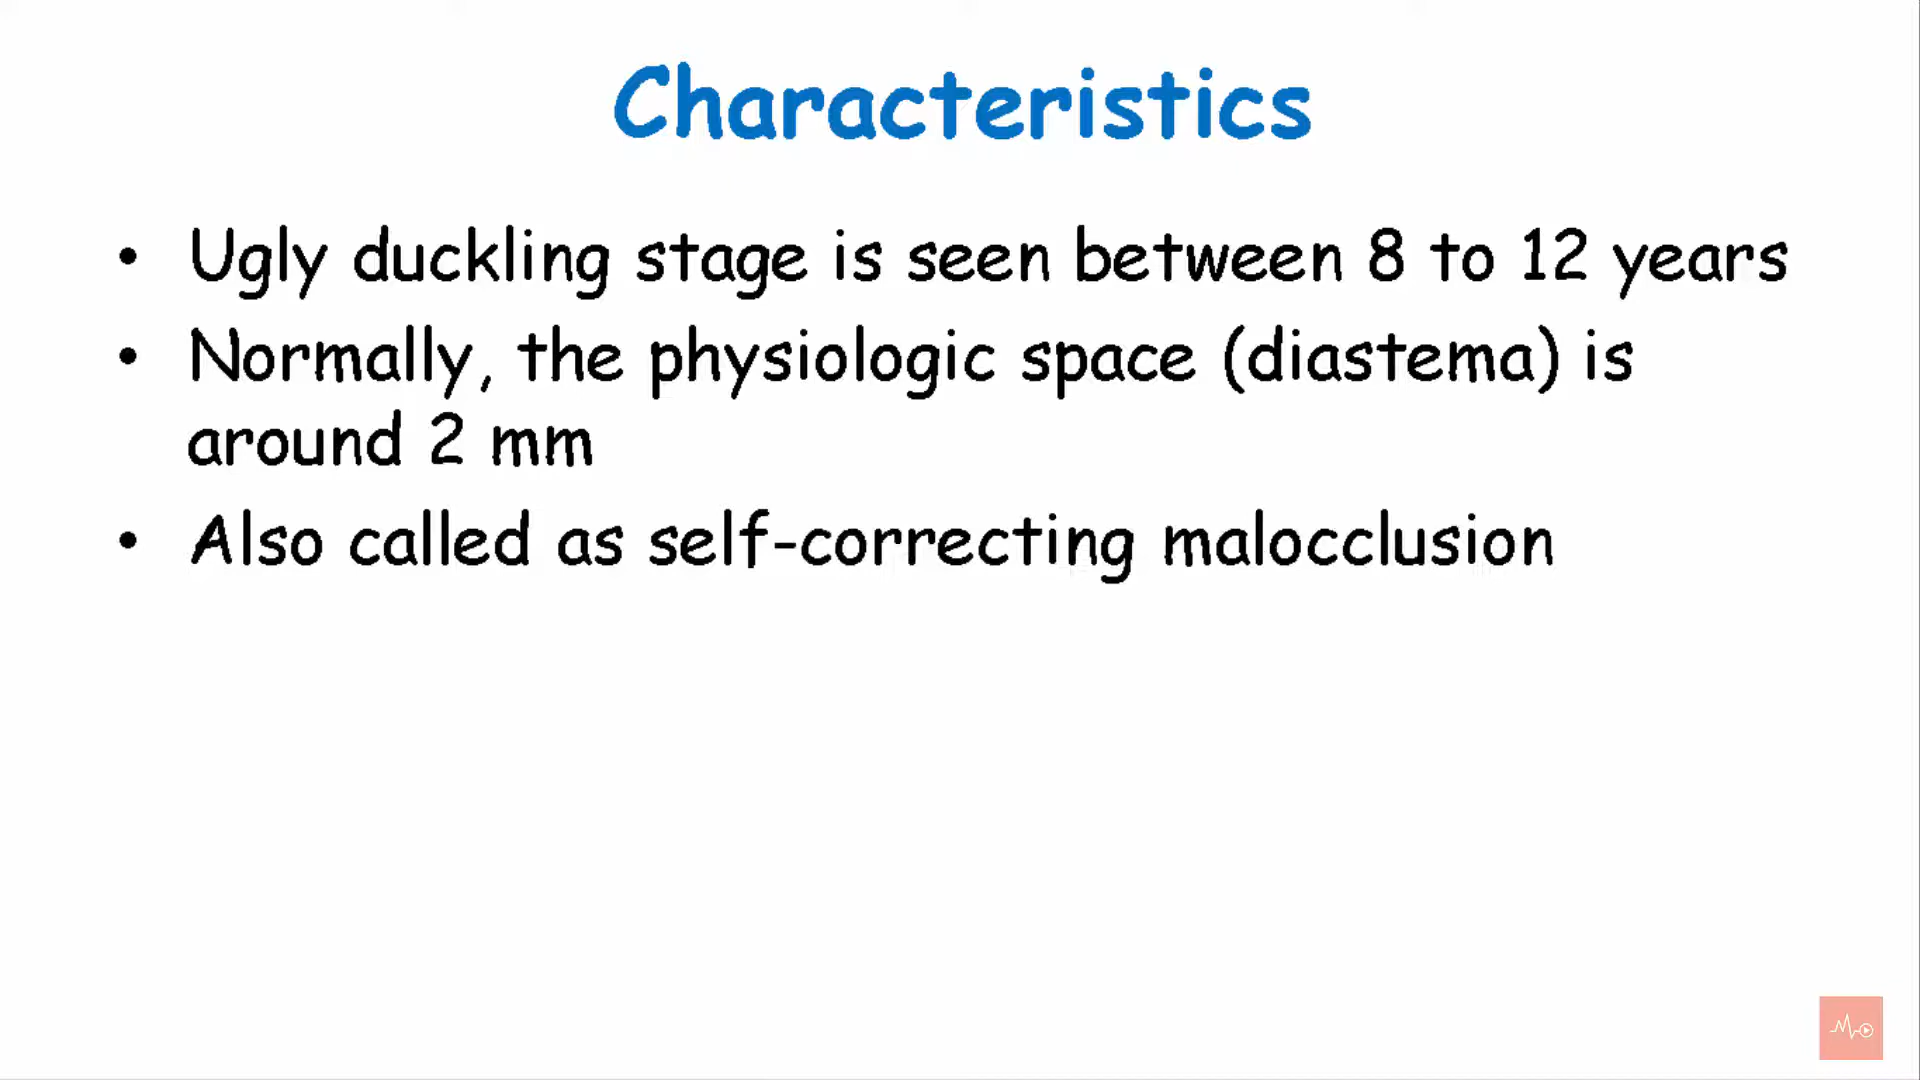 Characteristics
• Ugly duckling stage is seen between 8 to 12 years
• Normally, the physiologic space (diastema) is
around 2 mm
• Also called as self-correcting malocclusion